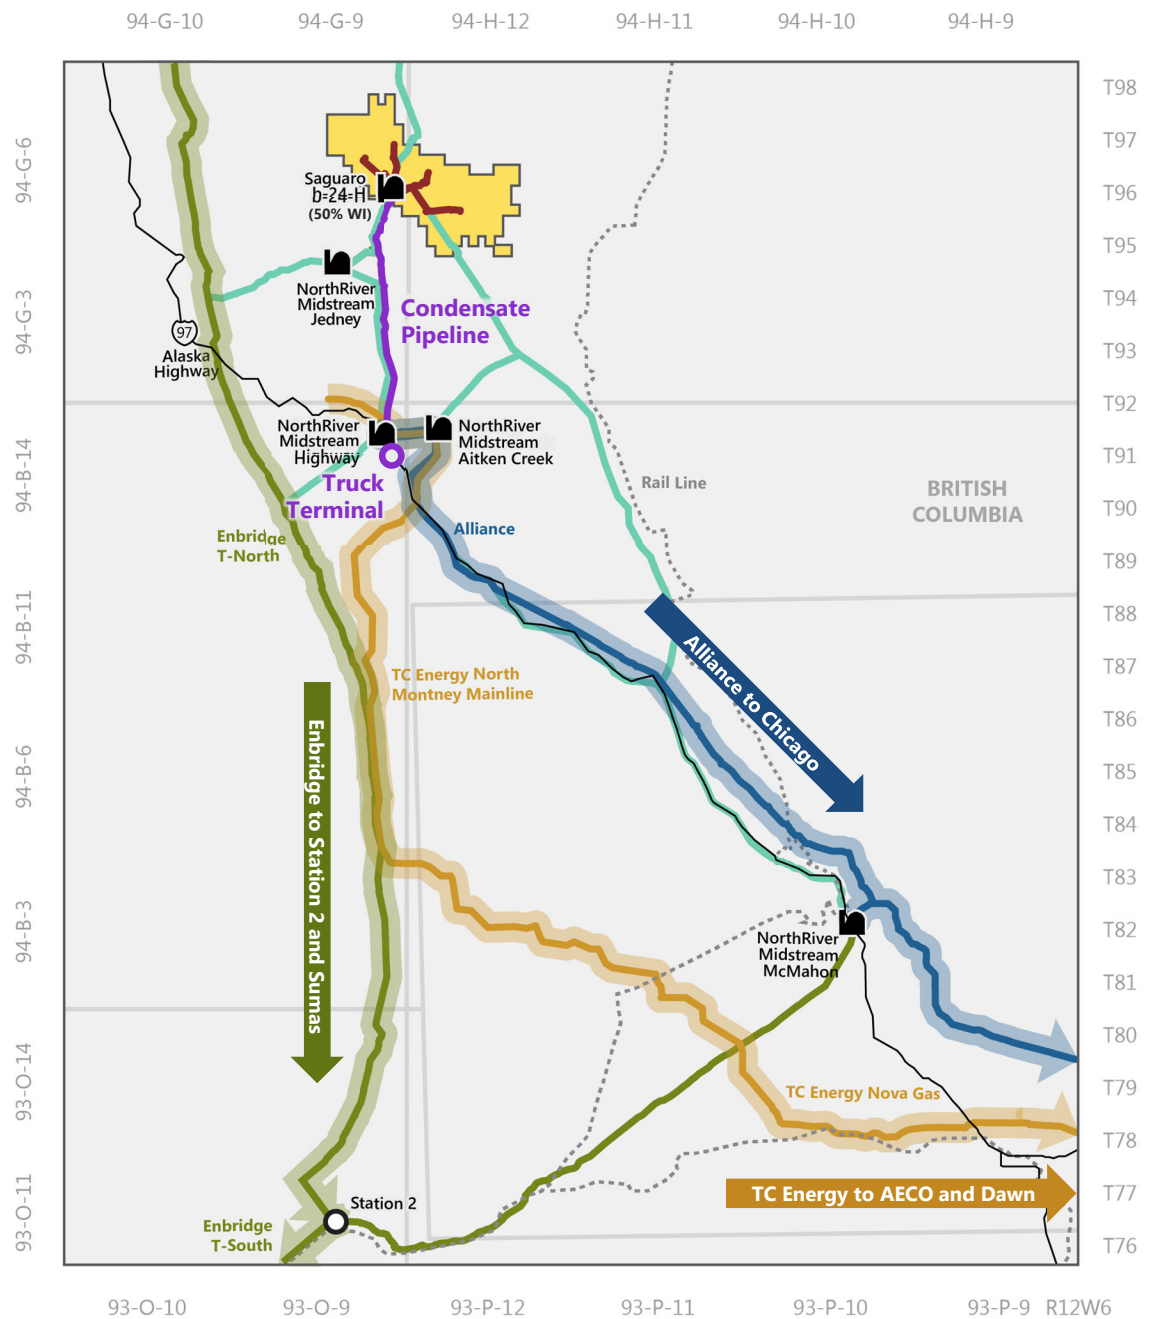 94-G-10 94-G-9 94-H-12 94-H-11 94-H-10 94-H-9
T98
T97
94-G-6
Saguaro
b-24-H
(50% WI)
T96
T95
NorthRiver
Midstream
Jedney
T94
94-G-3
Condensate
Pipeline
97
Alaska
Highway
T93
T92
NorthRiver
Midstream
Highway
NorthRiver
Midstream
Aitken Creek
T91
94-B-14
Truck
Terminal
Rail Line
BRITISH
COLUMBIA
T90
Enbridge
T-North
Alliance
T89
94-B-11
T88
Alliance to Chicago
T87
TC Energy North
Montney Mainline
T86
94-B-6
Enbridge to Station 2 and Sumas
T85
T84
T83
94-B-3
NorthRiver
Midstream
McMahon
T82
T81
T80
93-O-14
TC Energy Nova Gas
T79
T78
TC Energy to AECO and Dawn
T77
93-O-11
Station 2
Enbridge
T-South
T76
93-O-10 93-O-9 93-P-12 93-P-11 93-P-10 93-P-9 R12W6